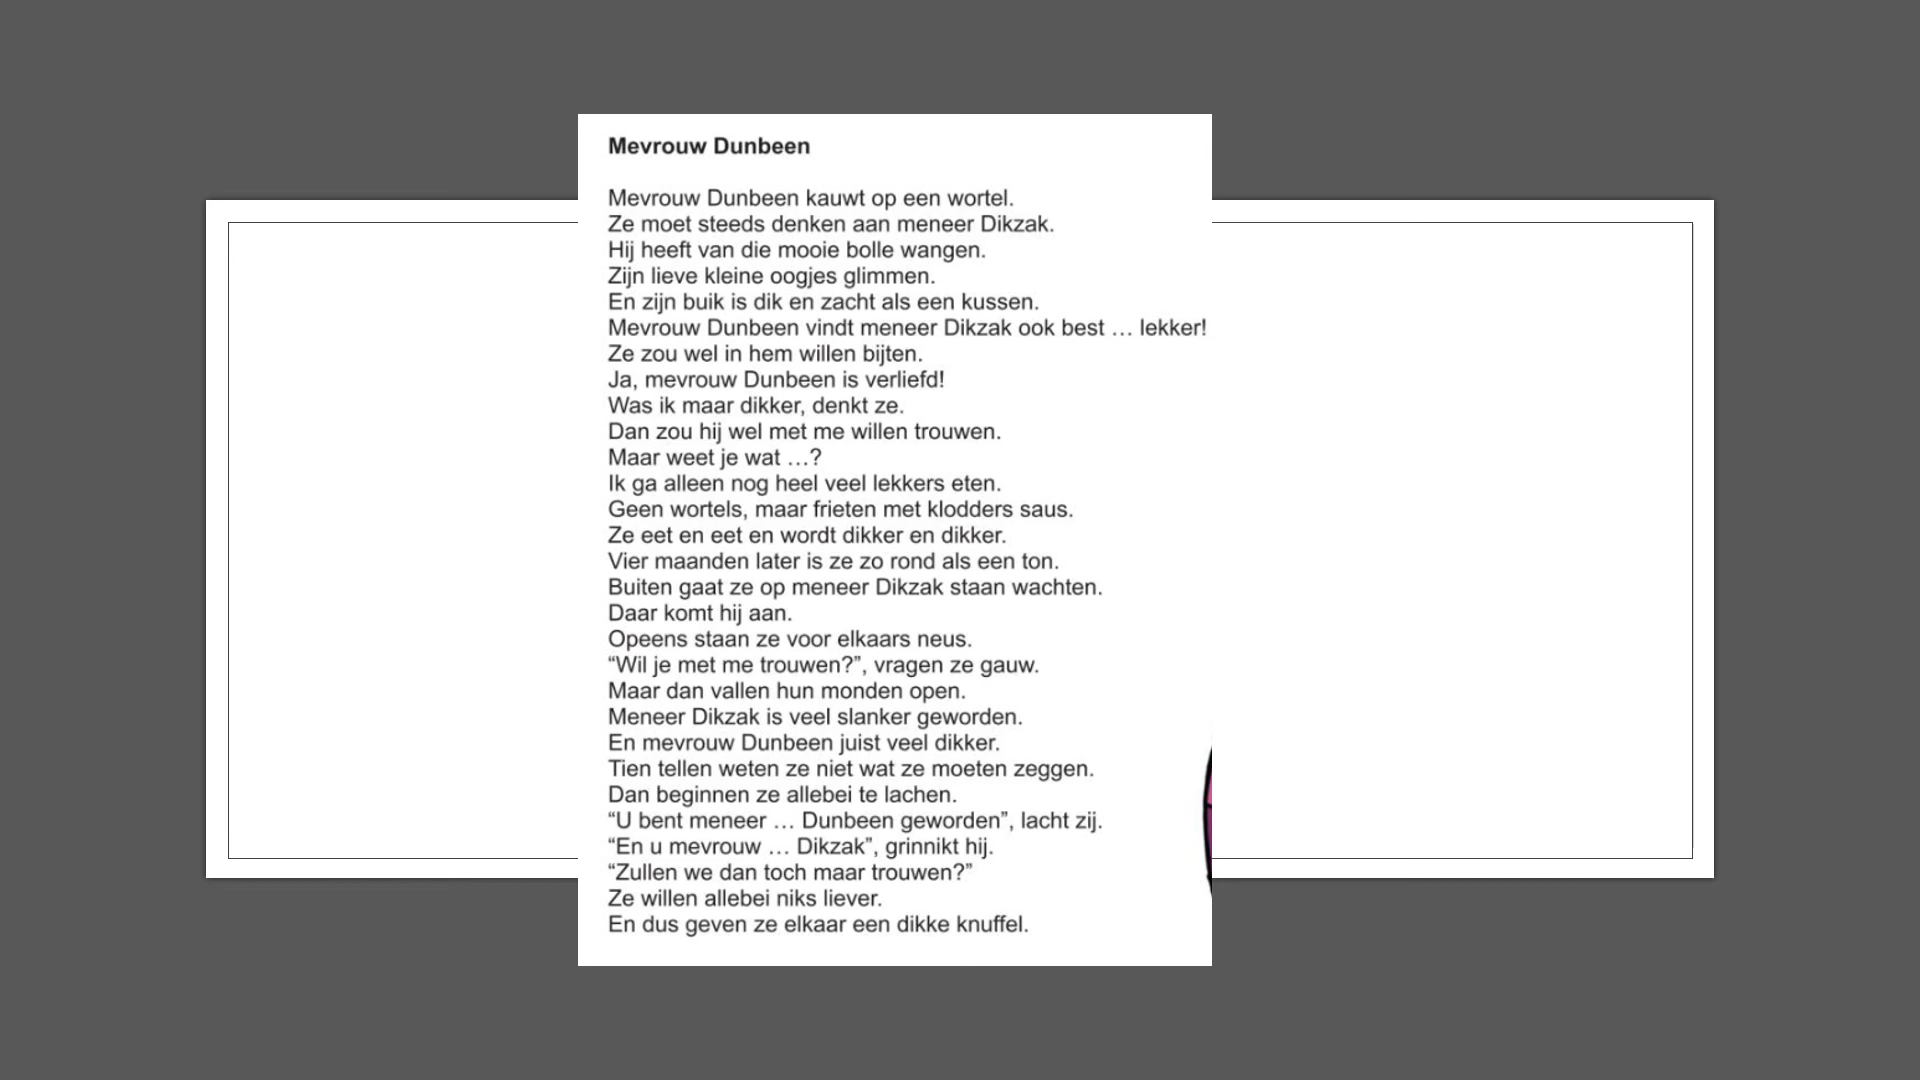 Mevrouw Dunbeen
Mevrouw Dunbeen kauwt op een wortel.
Ze moet steeds denken aan meneer Dikzak.
Hij heeft van die mooie bolle wangen.
Zijn lieve kleine oogjes glimmen.
En zijn buik is dik en zacht als een kussen.
Mevrouw Dunbeen vindt meneer Dikzak ook best … lekker!
Ze zou wel in hem willen bijten.
Ja, mevrouw Dunbeen is verliefd!
Was ik maar dikker, denkt ze.
Dan zou hij wel met me willen trouwen.
Maar weet je wat …?
Ik ga alleen nog heel veel lekkers eten.
Geen wortels, maar frieten met klodders saus.
Ze eet en eet en wordt dikker en dikker.
Vier maanden later is ze zo rond als een ton.
Buiten gaat ze op meneer Dikzak staan wachten.
Daar komt hij aan.
Opeens staan ze voor elkaars neus.
“Wil je met me trouwen?”, vragen ze gauw.
Maar dan vallen hun monden open.
Meneer Dikzak is veel slanker geworden.
En mevrouw Dunbeen juist veel dikker.
Tien tellen weten ze niet wat ze moeten zeggen.
Dan beginnen ze allebei te lachen.
“U bent meneer … Dunbeen geworden”, lacht zij.
“En u mevrouw … Dikzak”, grinnikt hij.
“Zullen we dan toch maar trouwen?”
Ze willen allebei niks liever.
En dus geven ze elkaar een dikke knuffel.